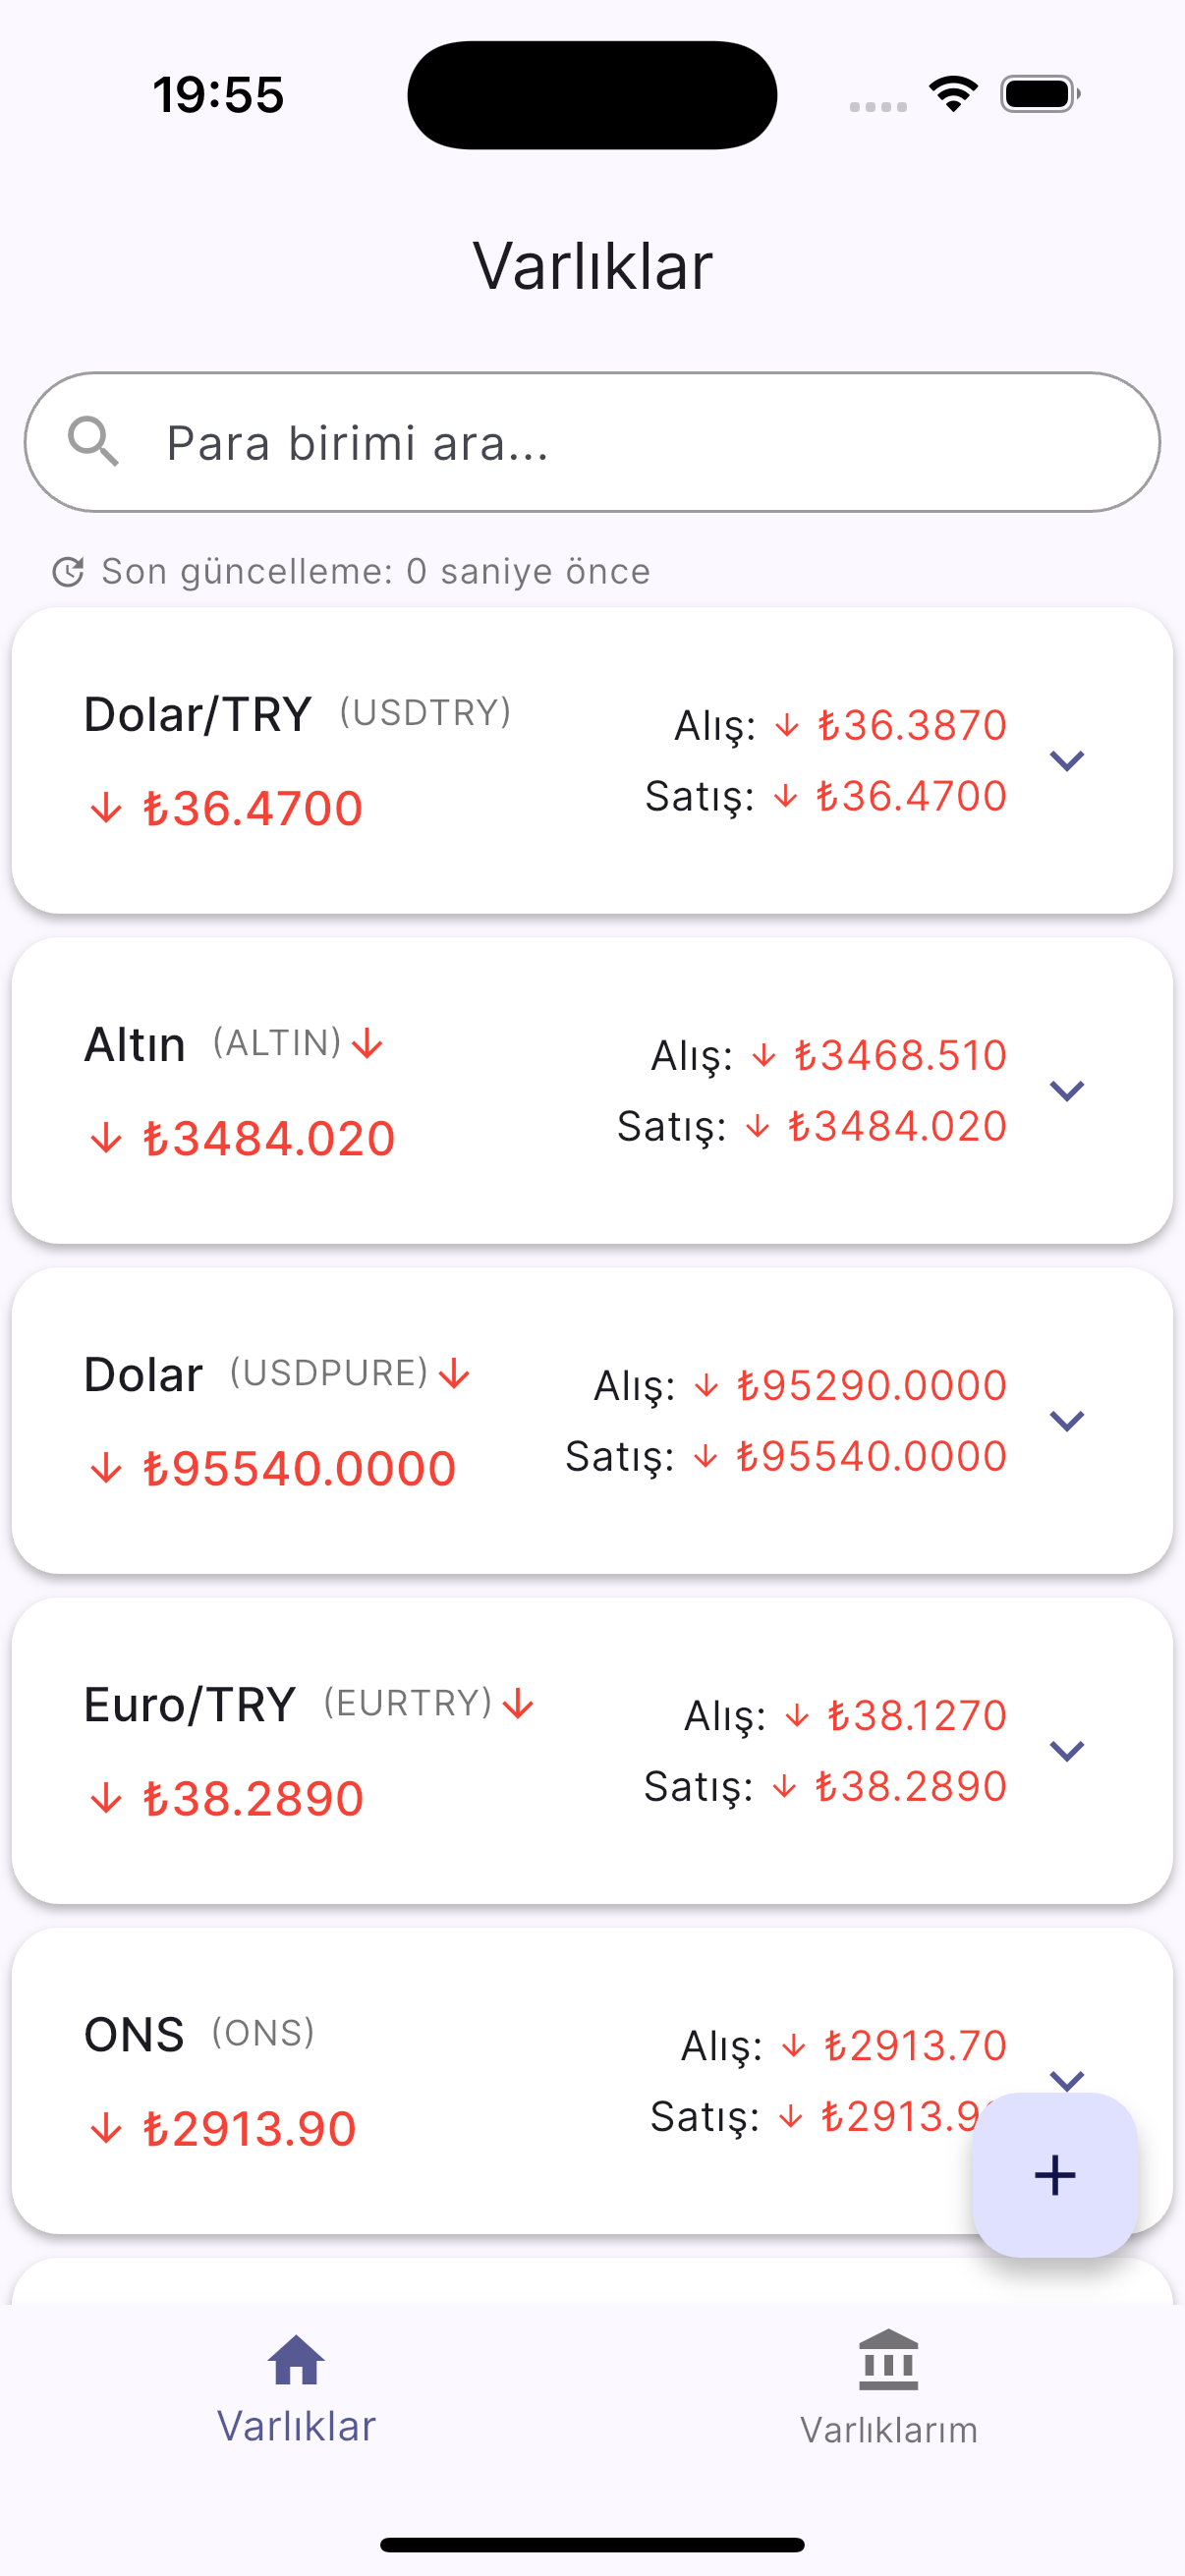 19:55
Varlıklar
Para birimi ara...
Son güncelleme: 0 saniye önce
Dolar/TRY (USDTRY)
₺36.4700
Alış: ₺36.3870
Satış: ₺36.4700
Altın (ALTIN)
₺3484.020
Alış: ₺3468.510
Satış: ₺3484.020
Dolar (USDPURE)
₺95540.0000
Alış: ₺95290.0000
Satış: ₺95540.0000
Euro/TRY (EURTRY)
₺38.2890
Alış: ₺38.1270
Satış: ₺38.2890
ONS (ONS)
₺2913.90
Alış: ₺2913.70
Satış: ₺2913.9
Varlıklar
Varlıklarım